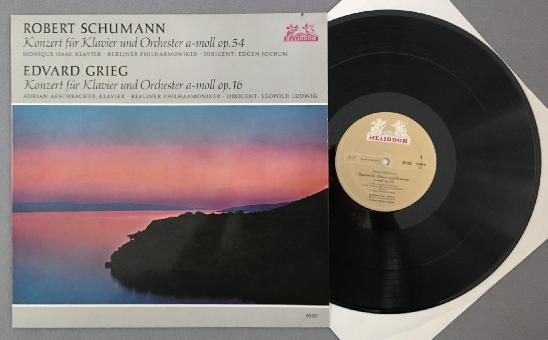 ROBERT SCHUMANN
Konzert für Klavier und Orchester a-moll op. 54
MONIQUE HAAS, KLAVIER · BERLINER PHILHARMONIKER · DIRIGENT: EUGEN JOCHUM
HELIODOR
EDVARD GRIEG
Konzert für Klavier und Orchester a-moll op. 16
ADRIAN AESCHBACHER, KLAVIER · BERLINER PHILHARMONIKER · DIRIGENT: LEOPOLD LUDWIG
HELIODOR
1